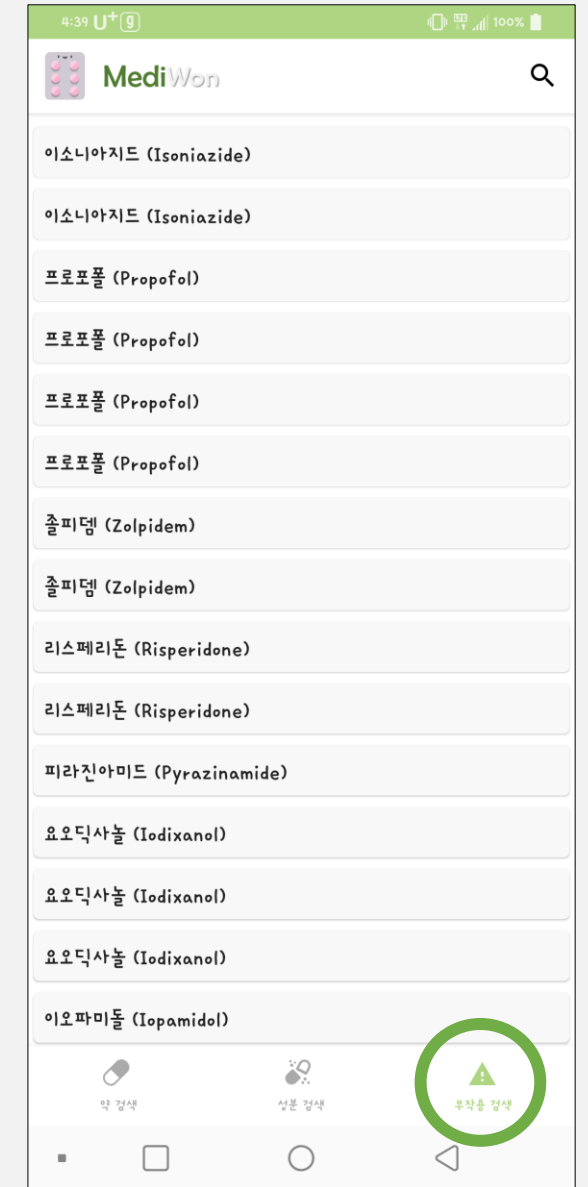 4:39 U+ g 100%
MediWon
이소니아지드 (Isoniazide)
이소니아지드 (Isoniazide)
프로포폴 (Propofol)
프로포폴 (Propofol)
프로포폴 (Propofol)
프로포폴 (Propofol)
졸피뎀 (Zolpidem)
졸피뎀 (Zolpidem)
리스페리돈 (Risperidone)
리스페리돈 (Risperidone)
피라진아미드 (Pyrazinamide)
요오딕사놀 (Iodixanol)
요오딕사놀 (Iodixanol)
요오딕사놀 (Iodixanol)
이오파미돌 (Iopamidol)
약 검색 성분 검색 부작용 검색